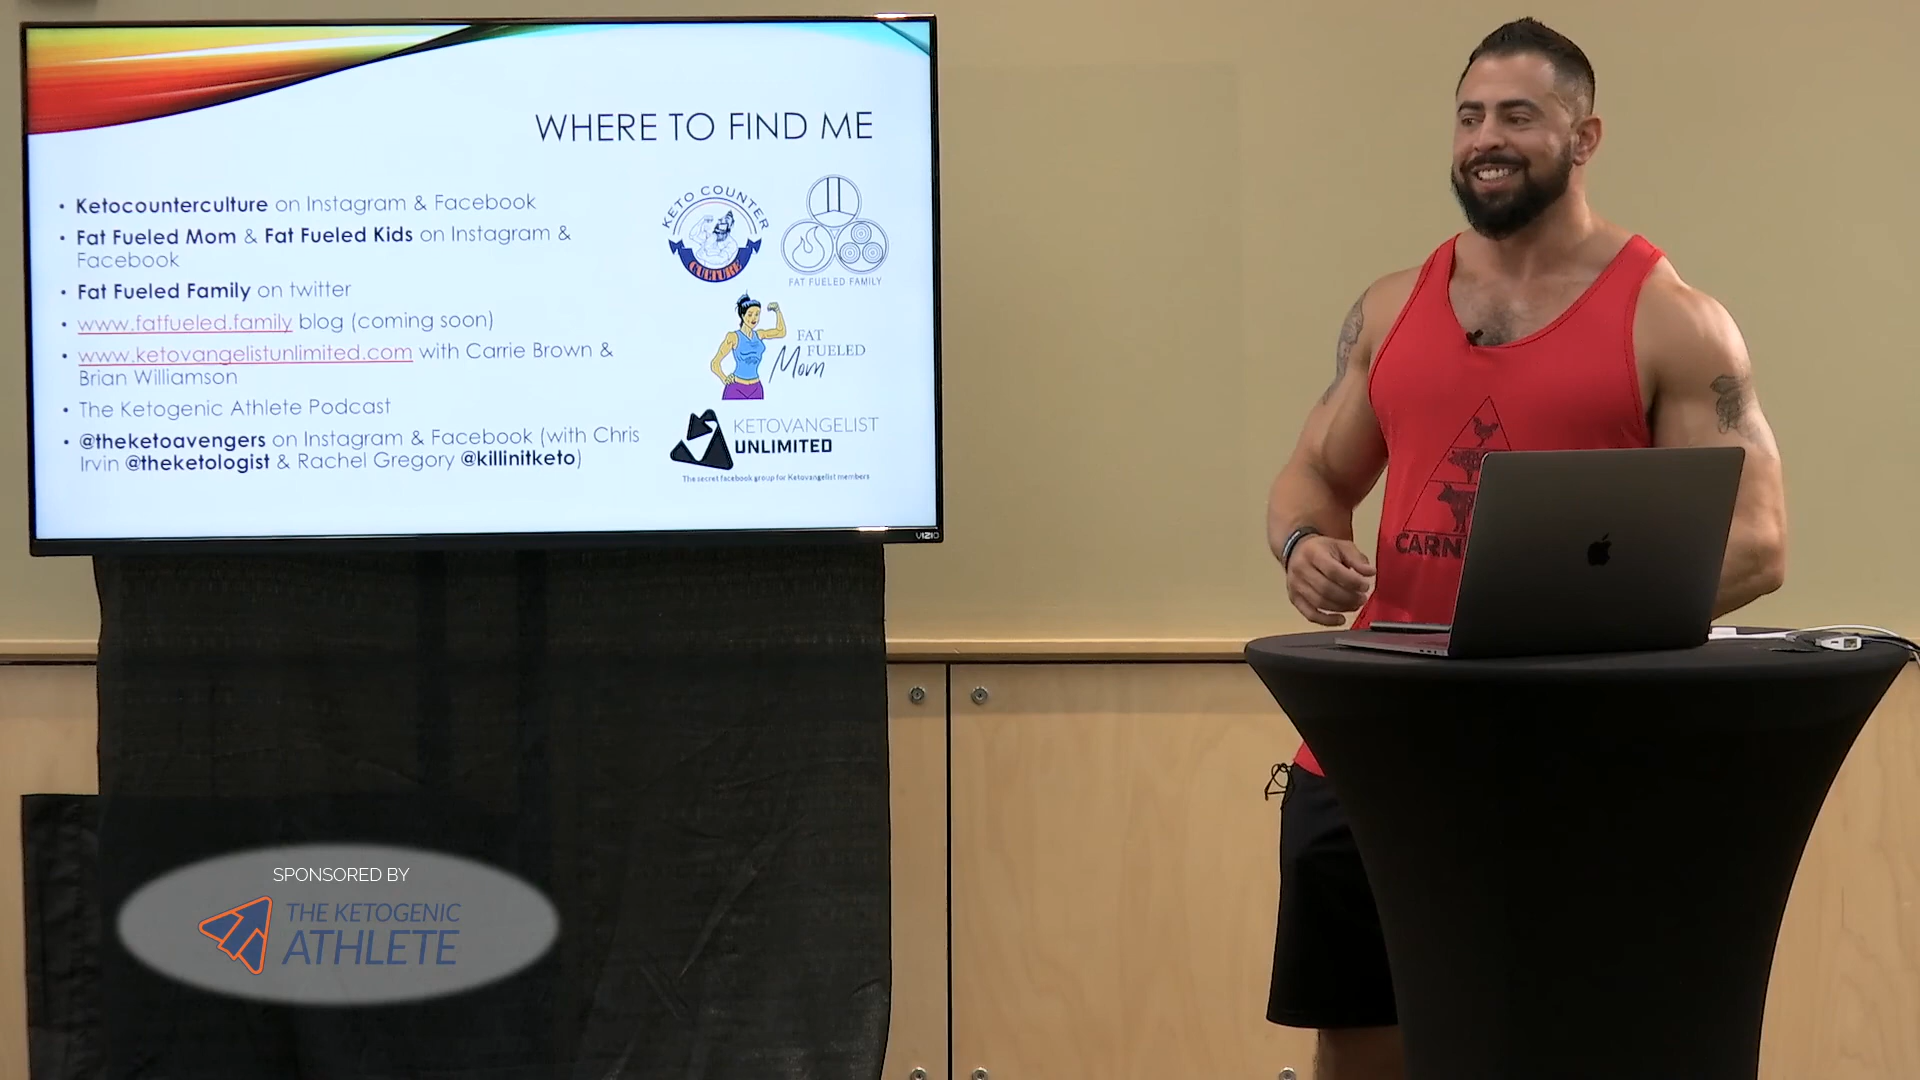 WHERE TO FIND ME
• Ketocounterculture on Instagram & Facebook
• Fat Fueled Mom & Fat Fueled Kids on Instagram &
Facebook
• Fat Fueled Family on twitter
• www.fatfueled.family blog (coming soon)
• www.ketovangelistunlimited.com with Carrie Brown &
Brian Williamson
• The Ketogenic Athlete Podcast
• @theketoavengers on Instagram & Facebook (with Chris
Irvin @theketologist & Rachel Gregory @killinitketo)
KETO COUNTER
CULTURE
FAT FUELED FAMILY
FAT
FUELED
Mom
KETOVANGELIST
UNLIMITED
The secret facebook group for Ketovangelist members
VIZIO
CARN
SPONSORED BY
THE KETOGENIC
ATHLETE